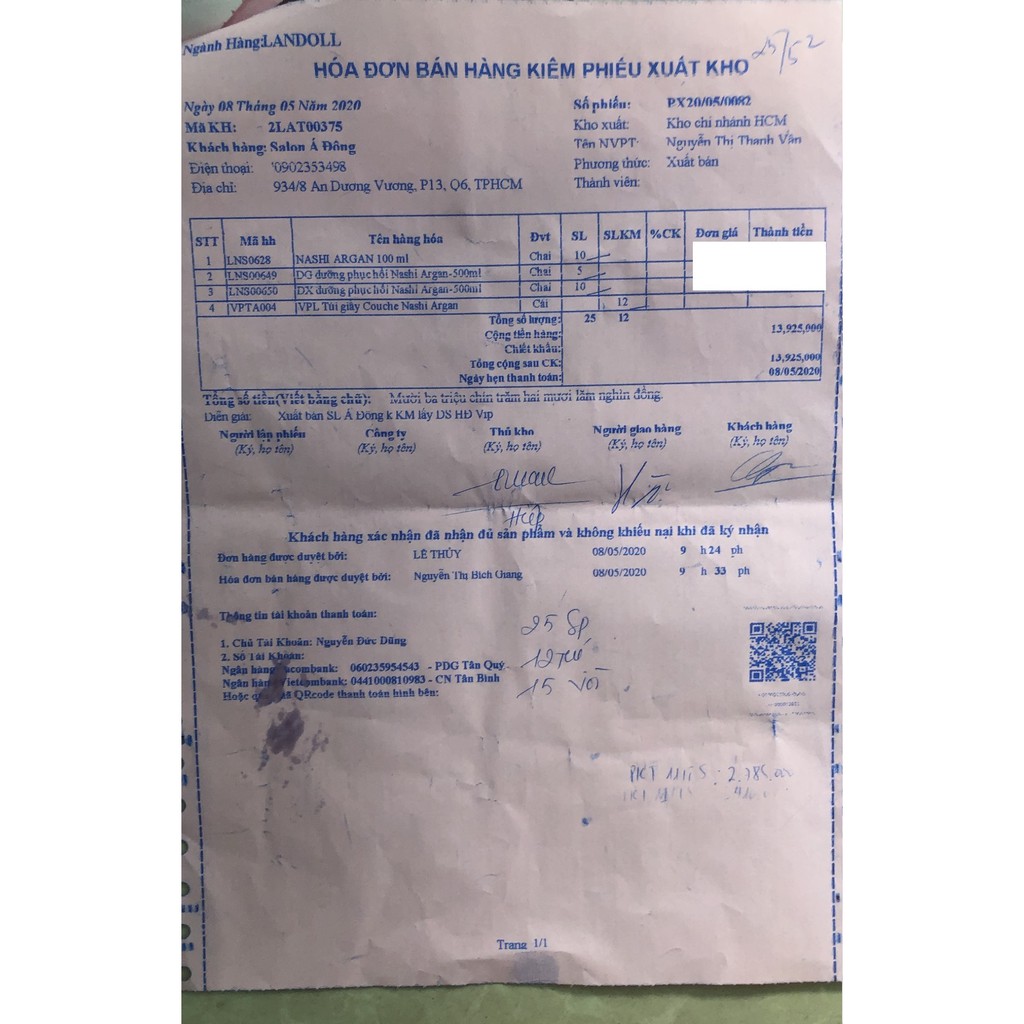 Ngành Hàng:LANDOLL
25/52
HÓA ĐƠN BÁN HÀNG KIÊM PHIẾU XUẤT KHO
Ngày 08 Tháng 05 Năm 2020 Số phiếu: PX20/05/0082
Mã KH: 2LAT00375 Kho xuất: Kho chi nhánh HCM
Khách hàng: Salon Á Đông Tên NVPT: Nguyễn Thị Thanh Vân
Điện thoại: '0902353498 Phương thức: Xuất bán
Địa chỉ: 934/8 An Dương Vương, P13, Q6, TPHCM Thành viên:
STT Mã hh Tên hàng hóa Đvt SL SLKM %CK Đơn giá Thành tiền
1 LNS0628 NASHI ARGAN 100 ml Chai 10
2 LNS00649 DG dưỡng phục hồi Nashi Argan-500ml Chai 5
3 LNS00650 DX dưỡng phục hồi Nashi Argan-500ml Chai 10
4 VPTA004 VPL Túi giấy Couche Nashi Argan Cái 12
Tổng số lượng: 25 12
Cộng tiền hàng: 13,925,000
Chiết khấu:
Tổng cộng sau CK: 13,925,000
Ngày hẹn thanh toán: 08/05/2020
Tổng số tiền(Viết bằng chữ): Mười ba triệu chín trăm hai mươi lăm nghìn đồng.
Diễn giải: Xuất bán SL Á Đông k KM lấy DS HĐ Vip
Người lập phiếu Công ty Thủ kho Người giao hàng Khách hàng
(Ký, họ tên) (Ký, họ tên) (Ký, họ tên) (Ký, họ tên) (Ký, họ tên)
Hiệp
Khách hàng xác nhận đã nhận đủ sản phẩm và không khiếu nại khi đã ký nhận
Đơn hàng được duyệt bởi: LÊ THÚY 08/05/2020 9 h 24 ph
Hóa đơn bán hàng được duyệt bởi: Nguyễn Thị Bích Giang 08/05/2020 9 h 33 ph
Thông tin tài khoản thanh toán:
25 Sp
1. Chủ Tài Khoản: Nguyễn Đức Dũng
2. Số Tài Khoản:
12 Túi
Ngân hàng 060235954543 - PDG Tân Quý
Ngân hàng Vietcombank: 0441000810983 - CN Tân Bình
15 vòi
Hoặc QRcode thanh toán hình bên:
Trang 1/1